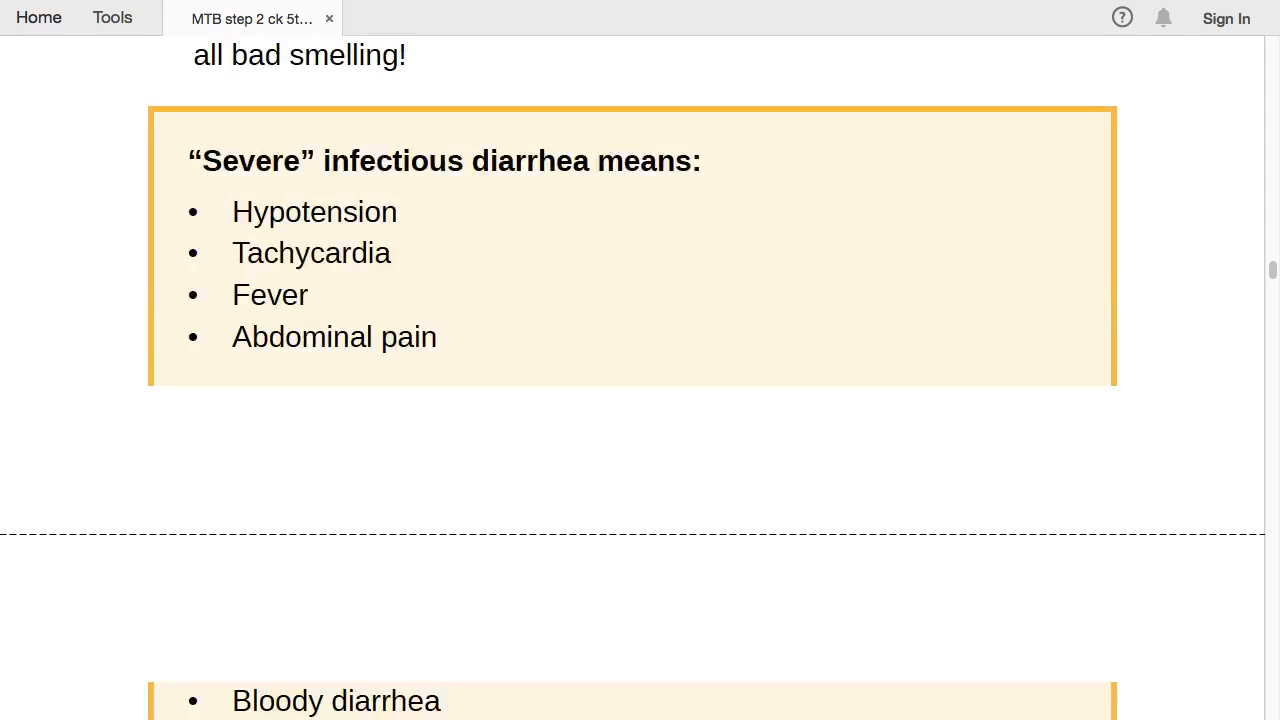 Home Tools MTB step 2 ck 5t... × ? Sign In
all bad smelling!
“Severe” infectious diarrhea means:
• Hypotension
• Tachycardia
• Fever
• Abdominal pain
• Bloody diarrhea